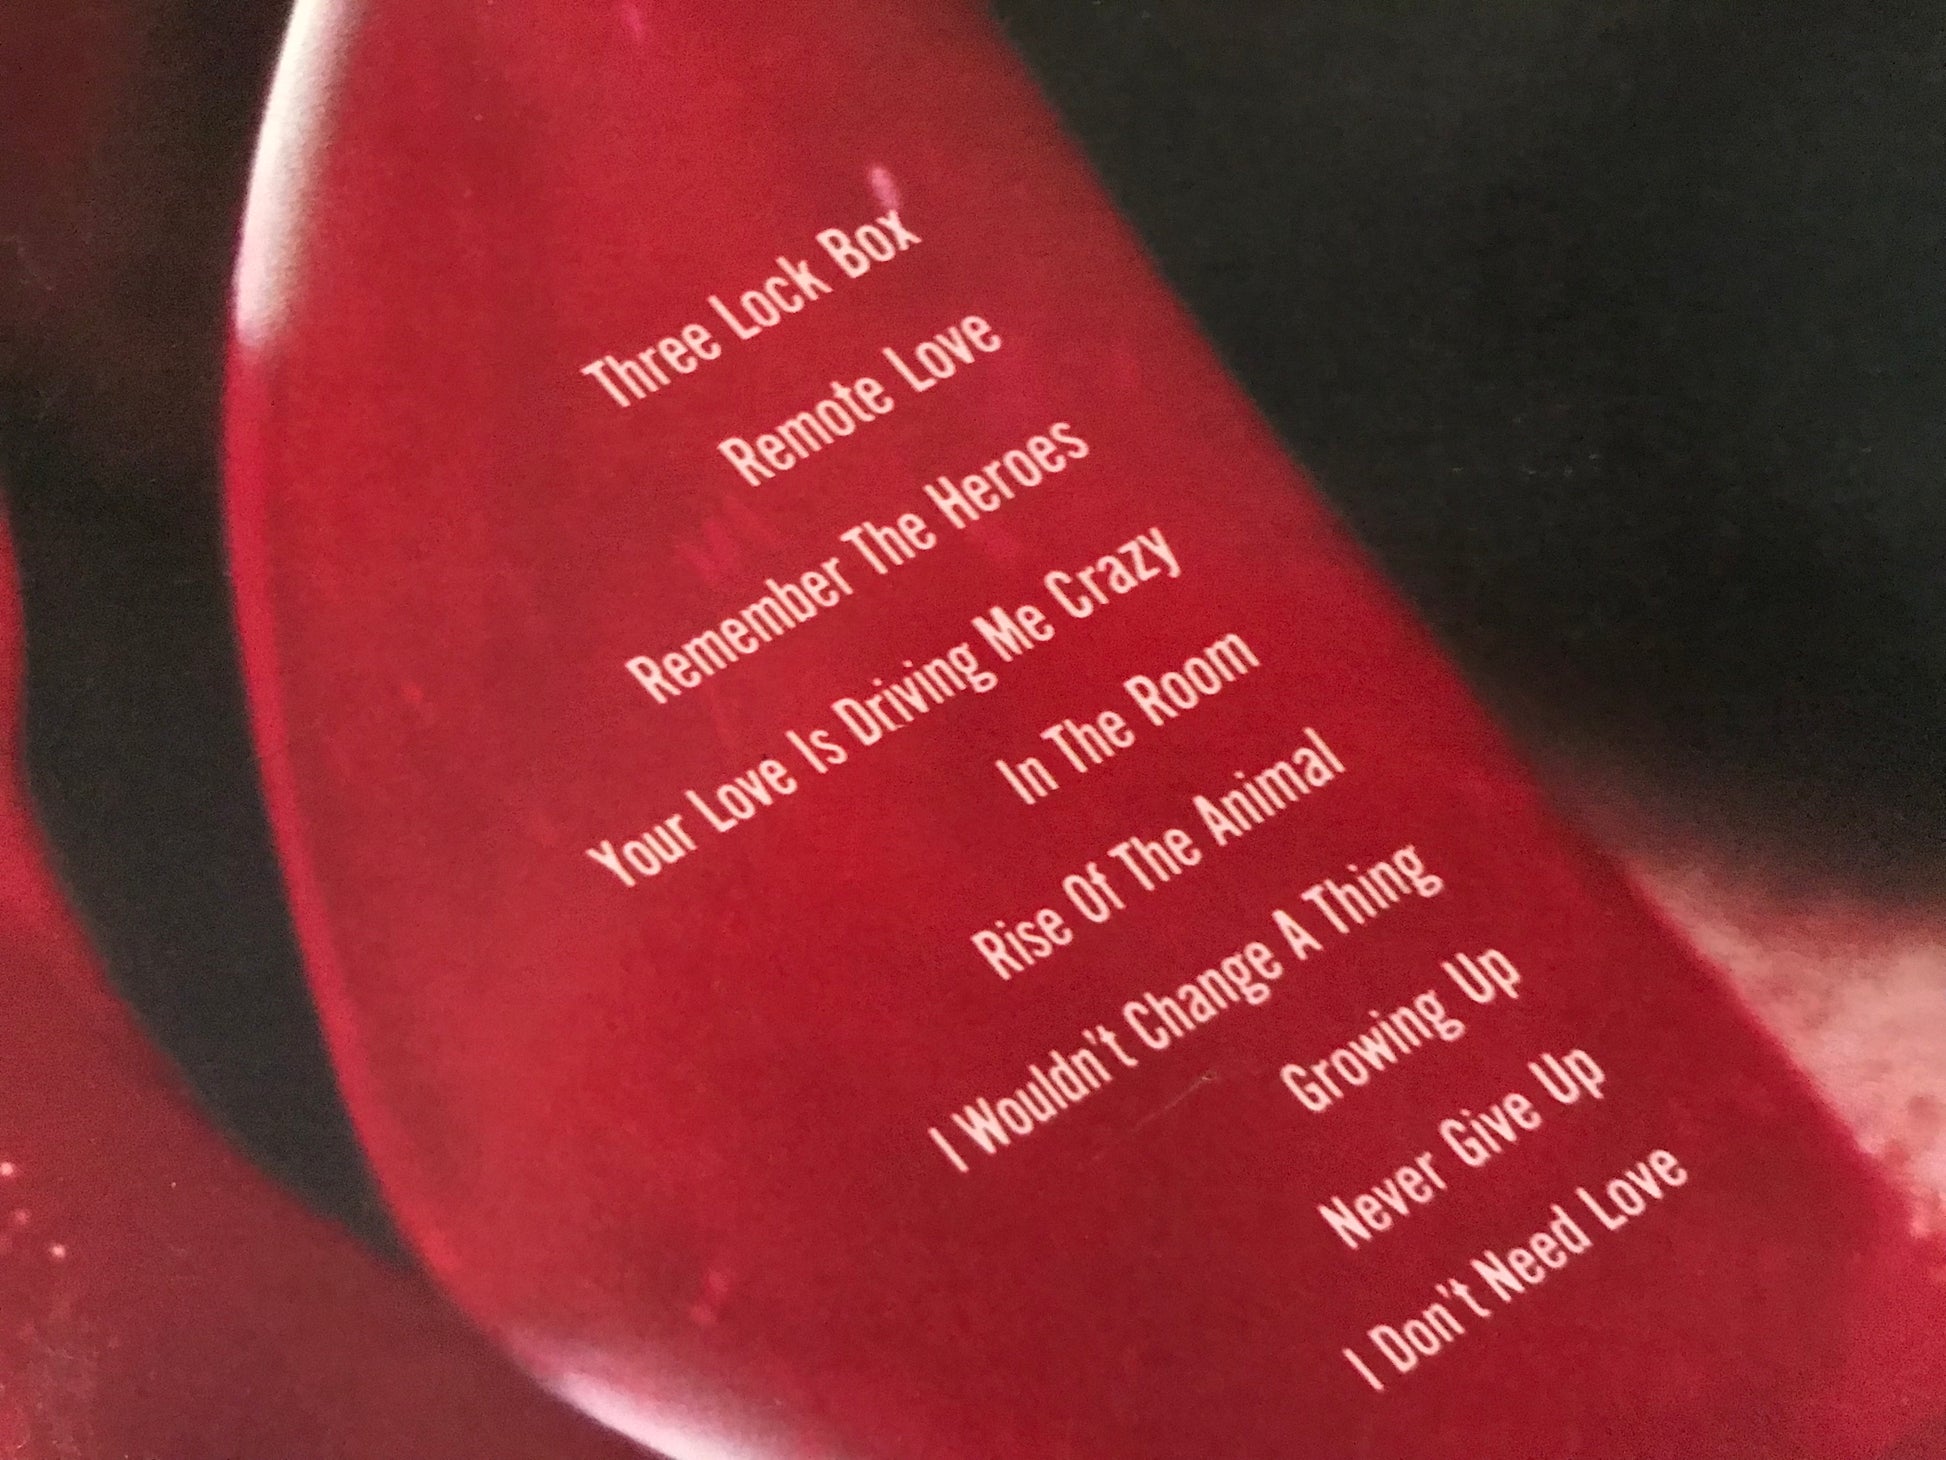 Three Lock Box
Remote Love
Remember The Heroes
Your Love Is Driving Me Crazy
In The Room
Rise Of The Animal
I Wouldn't Change A Thing
Growing Up
Never Give Up
I Don't Need Love